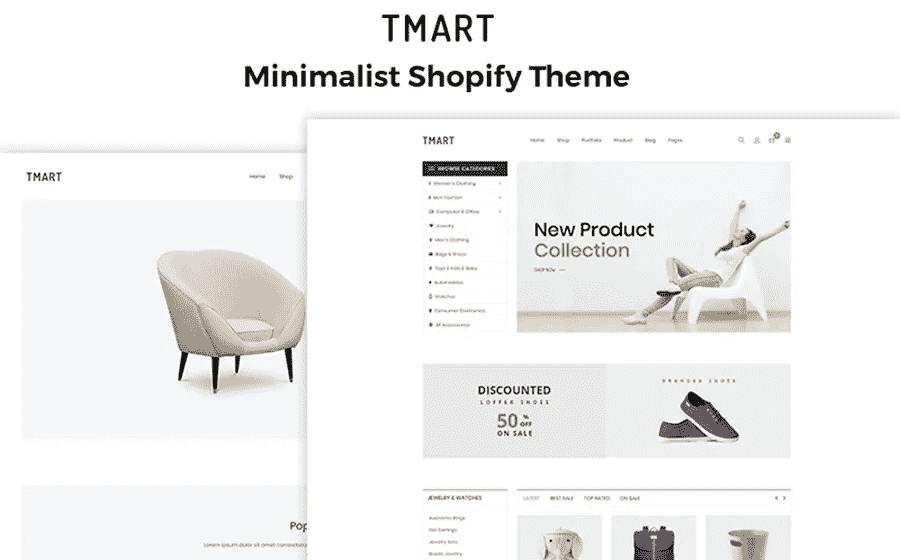 TMART
Minimalist Shopify Theme
TMART
Home Shop
Pop
Lorem ipsum dolor sit amet consectetur
TMART
Home Shop Portfolio Product Blog Pages
BROWSE CATEGORIES
Women's Clothing
Men Fashion
Computer & Office
Jewelry
Men's Clothing
Bags & Shoes
Toys & Kids & Baby
Automobiles
Watches
Consumer Electronics
All Accessories
New Product
Collection
SHOP NOW
DISCOUNTED
LOFFER SHOES
50 %
OFF
ON SALE
BRANDED SHOES
JEWELRY & WATCHES
LATEST BEST SALE TOP RATED ON SALE
Awesome Rings
Hot Earrings
Jewelry Sets